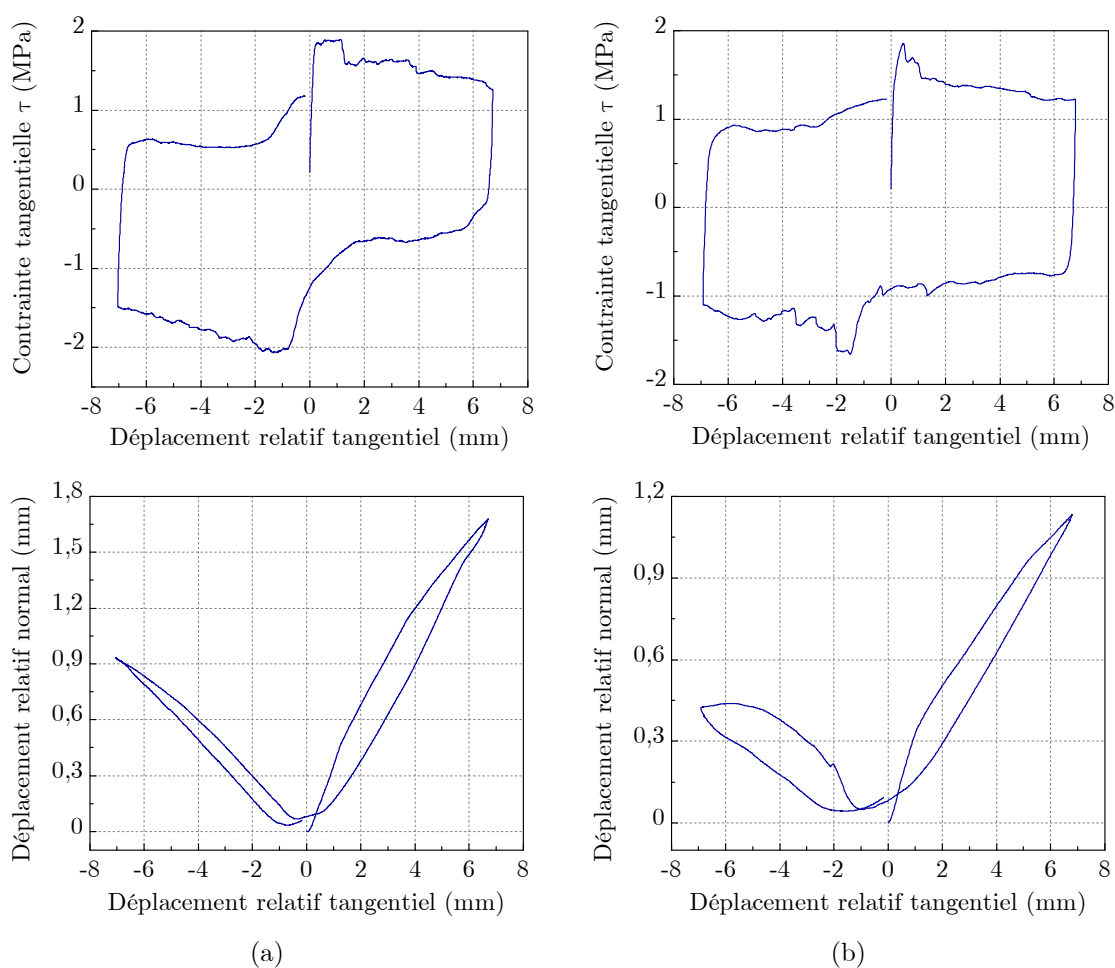 Contrainte tangentielle τ (MPa)
2
1
0
-1
-2
-8 -6 -4 -2 0 2 4 6 8
Déplacement relatif tangentiel (mm)
Contrainte tangentielle τ (MPa)
2
1
0
-1
-2
-8 -6 -4 -2 0 2 4 6 8
Déplacement relatif tangentiel (mm)
Déplacement relatif normal (mm)
1,8
1,5
1,2
0,9
0,6
0,3
0
-8 -6 -4 -2 0 2 4 6 8
Déplacement relatif tangentiel (mm)
(a)
Déplacement relatif normal (mm)
1,2
0,9
0,6
0,3
0
-8 -6 -4 -2 0 2 4 6 8
Déplacement relatif tangentiel (mm)
(b)